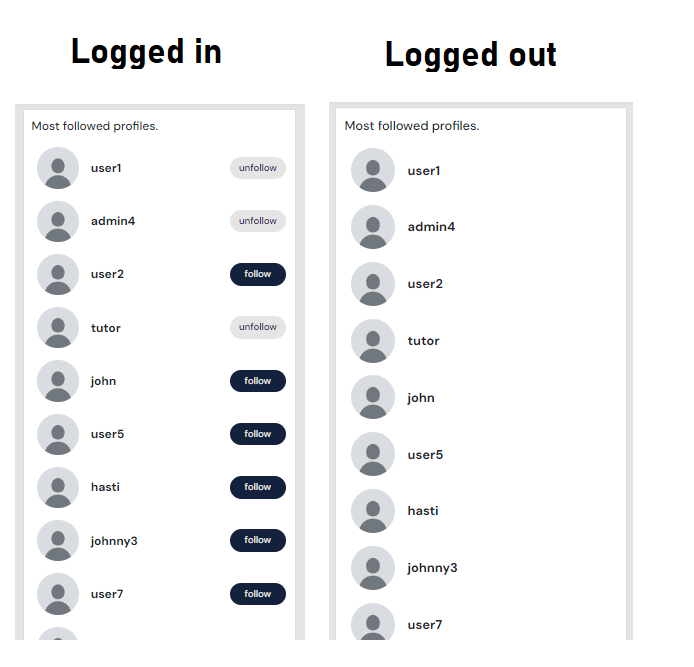 Logged in
Most followed profiles.
user1 unfollow
admin4 unfollow
user2 follow
tutor unfollow
john follow
user5 follow
hasti follow
johnny3 follow
user7 follow
Logged out
Most followed profiles.
user1
admin4
user2
tutor
john
user5
hasti
johnny3
user7